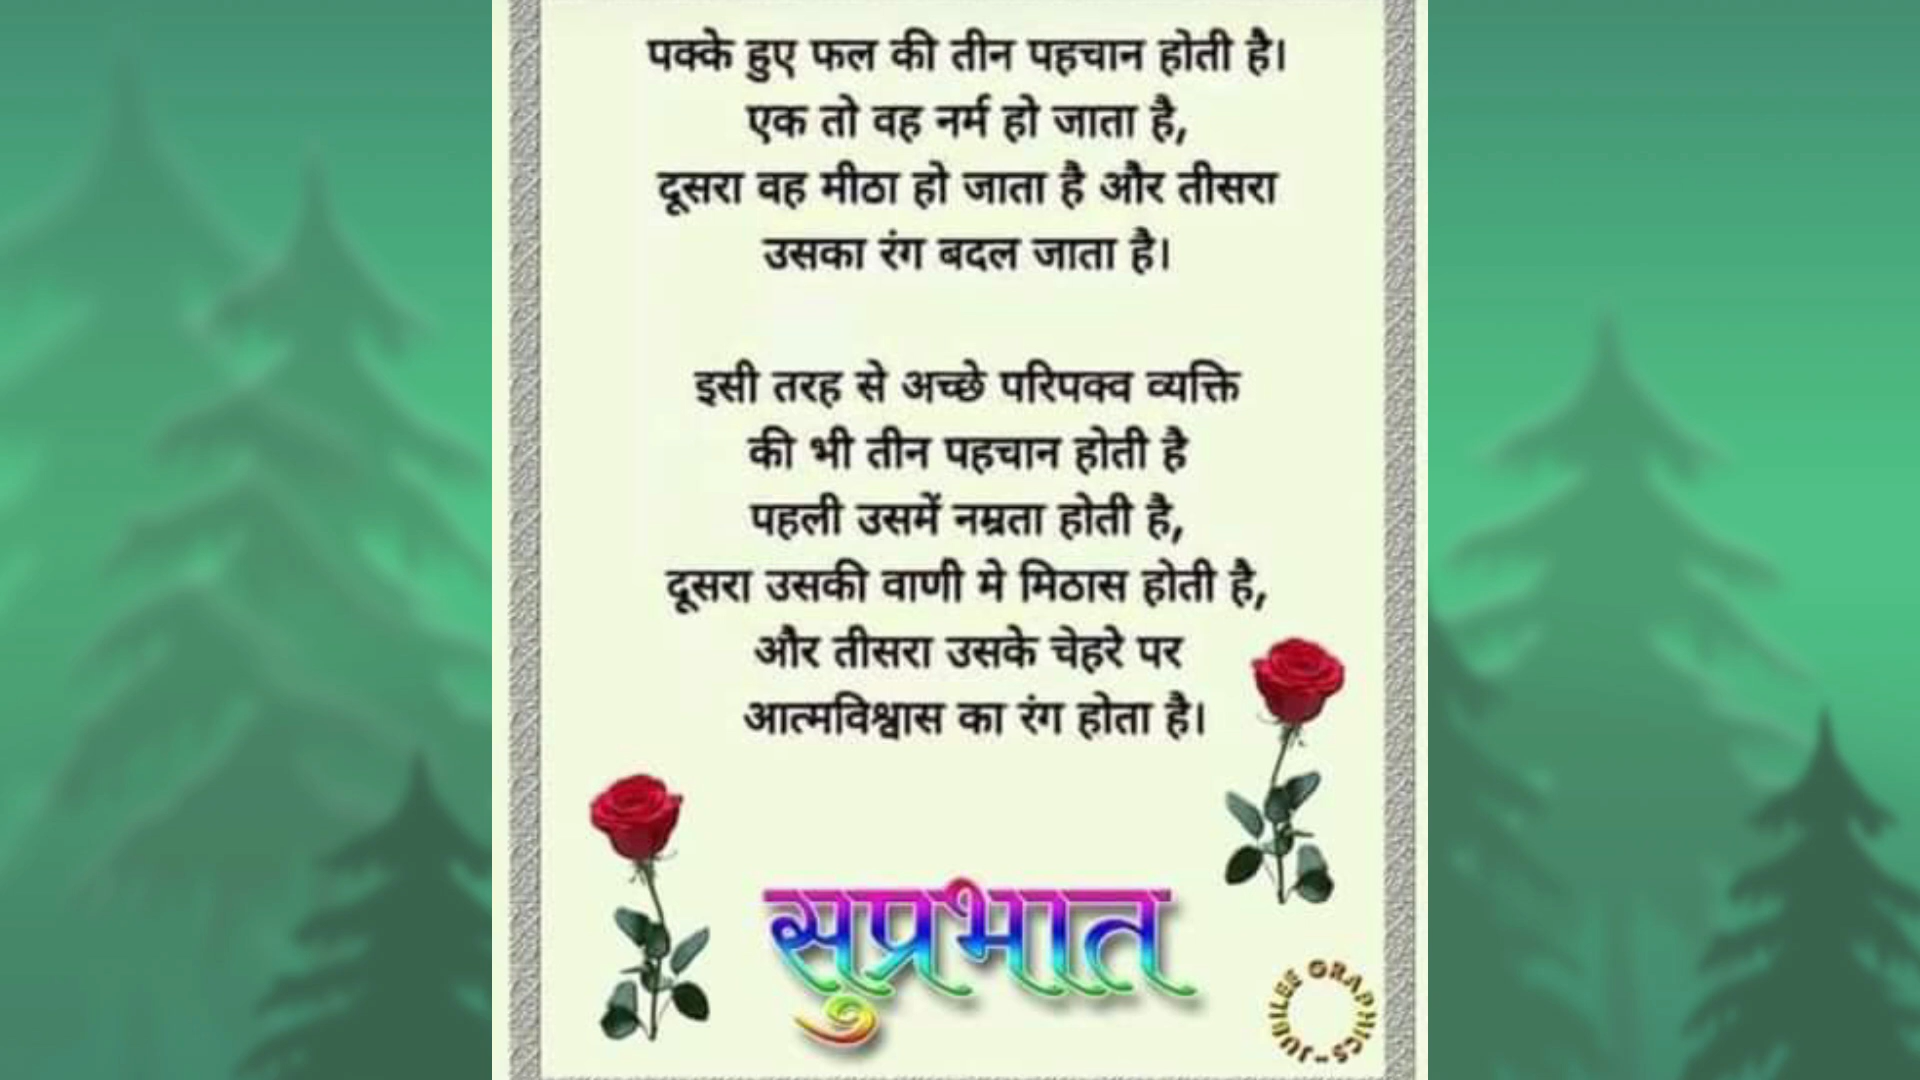 पक्के हुए फल की तीन पहचान होती है।
एक तो वह नर्म हो जाता है,
दूसरा वह मीठा हो जाता है और तीसरा
उसका रंग बदल जाता है।
इसी तरह से अच्छे परिपक्व व्यक्ति
की भी तीन पहचान होती है
पहली उसमें नम्रता होती है,
दूसरा उसकी वाणी मे मिठास होती है,
और तीसरा उसके चेहरे पर
आत्मविश्वास का रंग होता है।
सुप्रभात
JUBILEE GRAPHICS